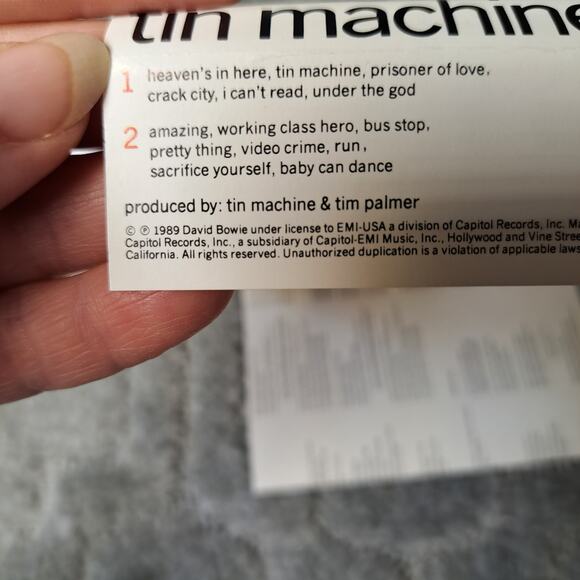 tin machine
1 heaven's in here, tin machine, prisoner of love,
crack city, i can't read, under the god
2 amazing, working class hero, bus stop,
pretty thing, video crime, run,
sacrifice yourself, baby can dance
produced by: tin machine & tim palmer
© ℗ 1989 David Bowie under license to EMI-USA a division of Capitol Records, Inc.
Capitol Records, Inc., a subsidiary of Capitol-EMI Music, Inc., Hollywood and Vine
California. All rights reserved. Unauthorized duplication is a violation of applicable laws